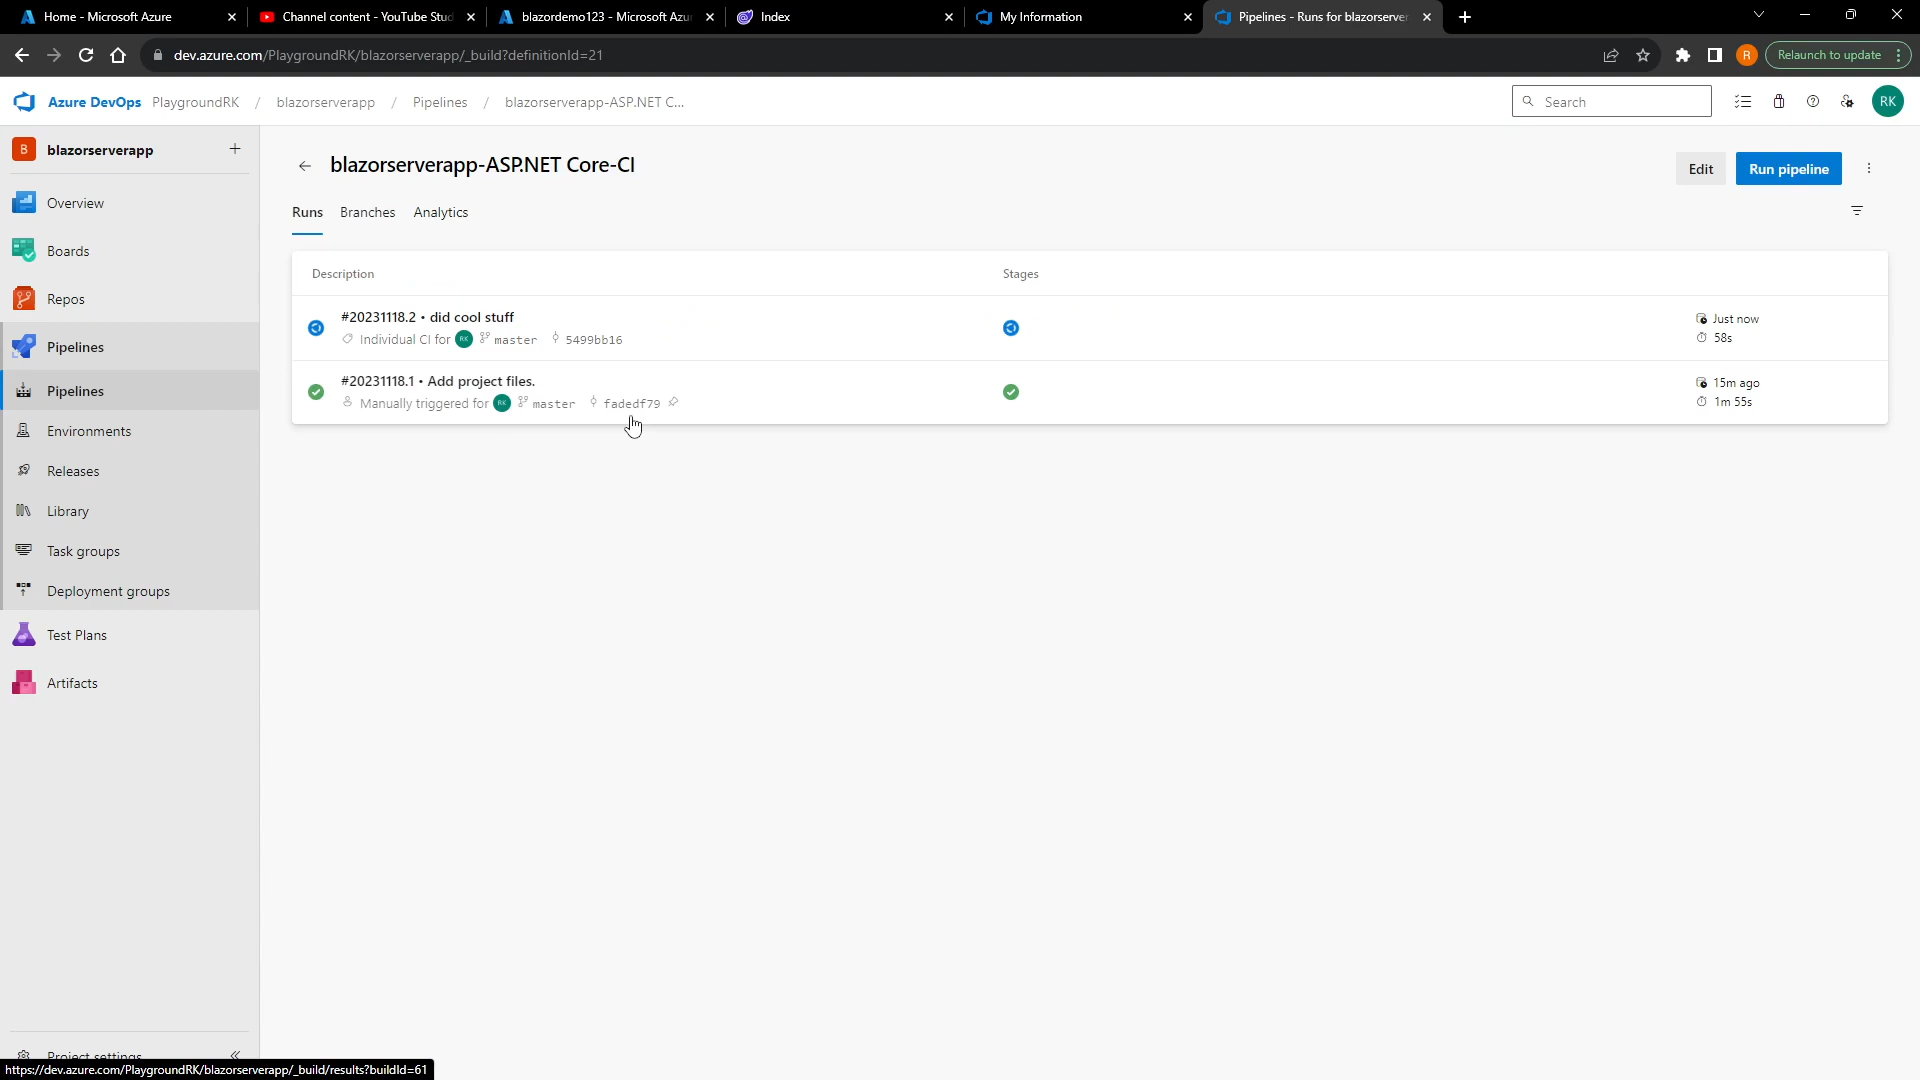 Home - Microsoft Azure
Channel content - YouTube Stud
blazordemo123 - Microsoft Azur
Index
My Information
Pipelines - Runs for blazorserver
dev.azure.com/PlaygroundRK/blazorserverapp/_build?definitionId=21
R
Relaunch to update
Azure DevOps PlaygroundRK / blazorserverapp / Pipelines / blazorserverapp-ASP.NET C...
Search
RK
B blazorserverapp +
Overview
Boards
Repos
Pipelines
Pipelines
Environments
Releases
Library
Task groups
Deployment groups
Test Plans
Artifacts
Project settings
blazorserverapp-ASP.NET Core-CI
Edit
Run pipeline
Runs Branches Analytics
Description Stages
#20231118.2 • did cool stuff
Individual CI for RK master 5499bb16
Just now
58s
#20231118.1 • Add project files.
Manually triggered for RK master fadedf79
15m ago
1m 55s
https://dev.azure.com/PlaygroundRK/blazorserverapp/_build/results?buildId=61